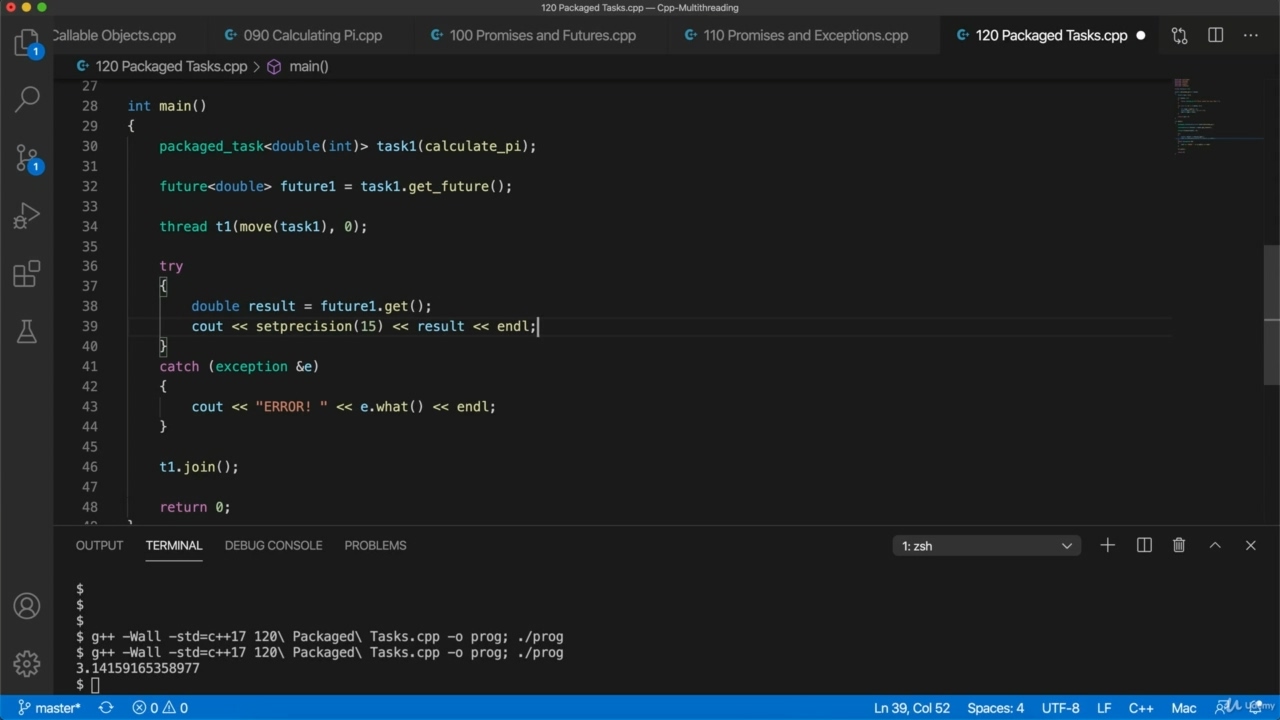 120 Packaged Tasks.cpp — Cpp-Multithreading
Callable Objects.cpp 090 Calculating Pi.cpp 100 Promises and Futures.cpp 110 Promises and Exceptions.cpp 120 Packaged Tasks.cpp
120 Packaged Tasks.cpp > main()
27
28 int main()
29 {
30 packaged_task<double(int)> task1(calculate_pi);
31
32 future<double> future1 = task1.get_future();
33
34 thread t1(move(task1), 0);
35
36 try
37 {
38 double result = future1.get();
39 cout << setprecision(15) << result << endl;
40 }
41 catch (exception &e)
42 {
43 cout << "ERROR! " << e.what() << endl;
44 }
45
46 t1.join();
47
48 return 0;
49 }
OUTPUT TERMINAL DEBUG CONSOLE PROBLEMS 1: zsh
$
$
$
$ g++ -Wall -std=c++17 120\ Packaged\ Tasks.cpp -o prog; ./prog
$ g++ -Wall -std=c++17 120\ Packaged\ Tasks.cpp -o prog; ./prog
3.14159165358977
$
master* 0 0 Ln 39, Col 52 Spaces: 4 UTF-8 LF C++ Mac Udemy
1
1